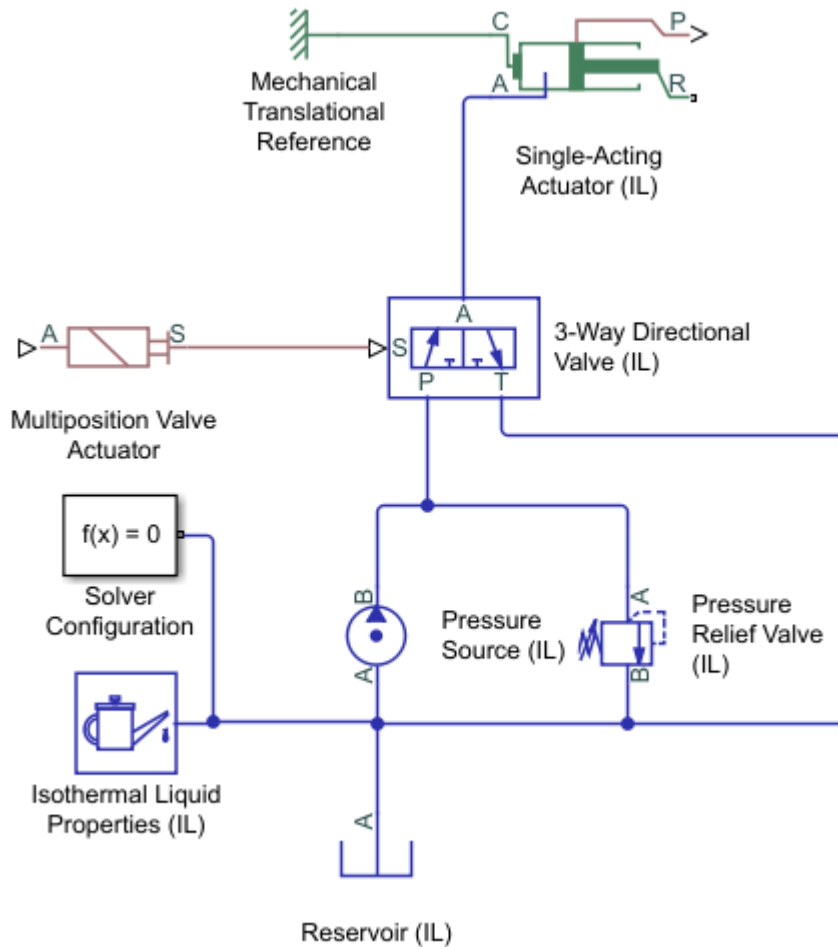 C
P
Mechanical
Translational
Reference
A
R
Single-Acting
Actuator (IL)
A
S
S
A
P
T
3-Way Directional
Valve (IL)
Multiposition Valve
Actuator
f(x) = 0
Solver
Configuration
B
A
Pressure
Source (IL)
A
B
Pressure
Relief Valve
(IL)
Isothermal Liquid
Properties (IL)
A
Reservoir (IL)